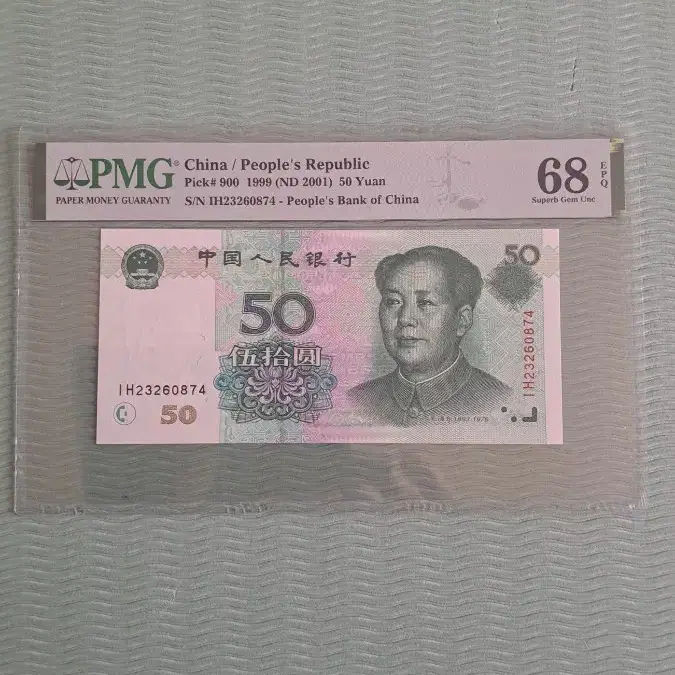 PMG
PAPER MONEY GUARANTY
China / People's Republic
Pick# 900 1999 (ND 2001) 50 Yuan
S/N IH23260874 - People's Bank of China
68
EPQ
Superb Gem Unc
中国人民银行
50
50
伍拾圆
IH23260874
50
IH23260874